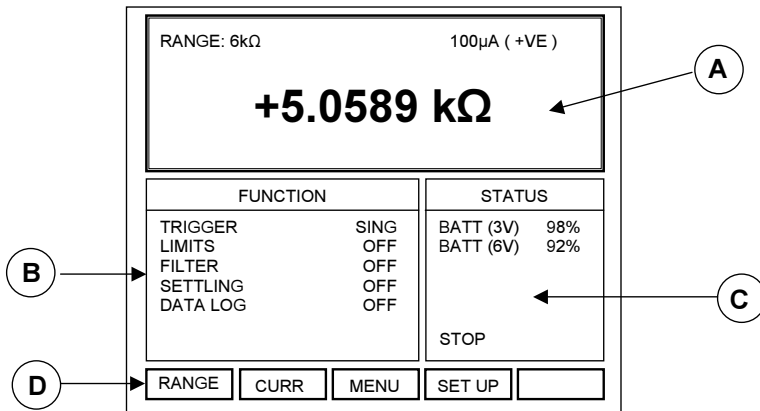 RANGE: 6kΩ 100µA ( +VE )
+5.0589 kΩ
A
FUNCTION
TRIGGER SING
LIMITS OFF
FILTER OFF
SETTLING OFF
DATA LOG OFF
B
STATUS
BATT (3V) 98%
BATT (6V) 92%
STOP
C
D
RANGE CURR MENU SET UP